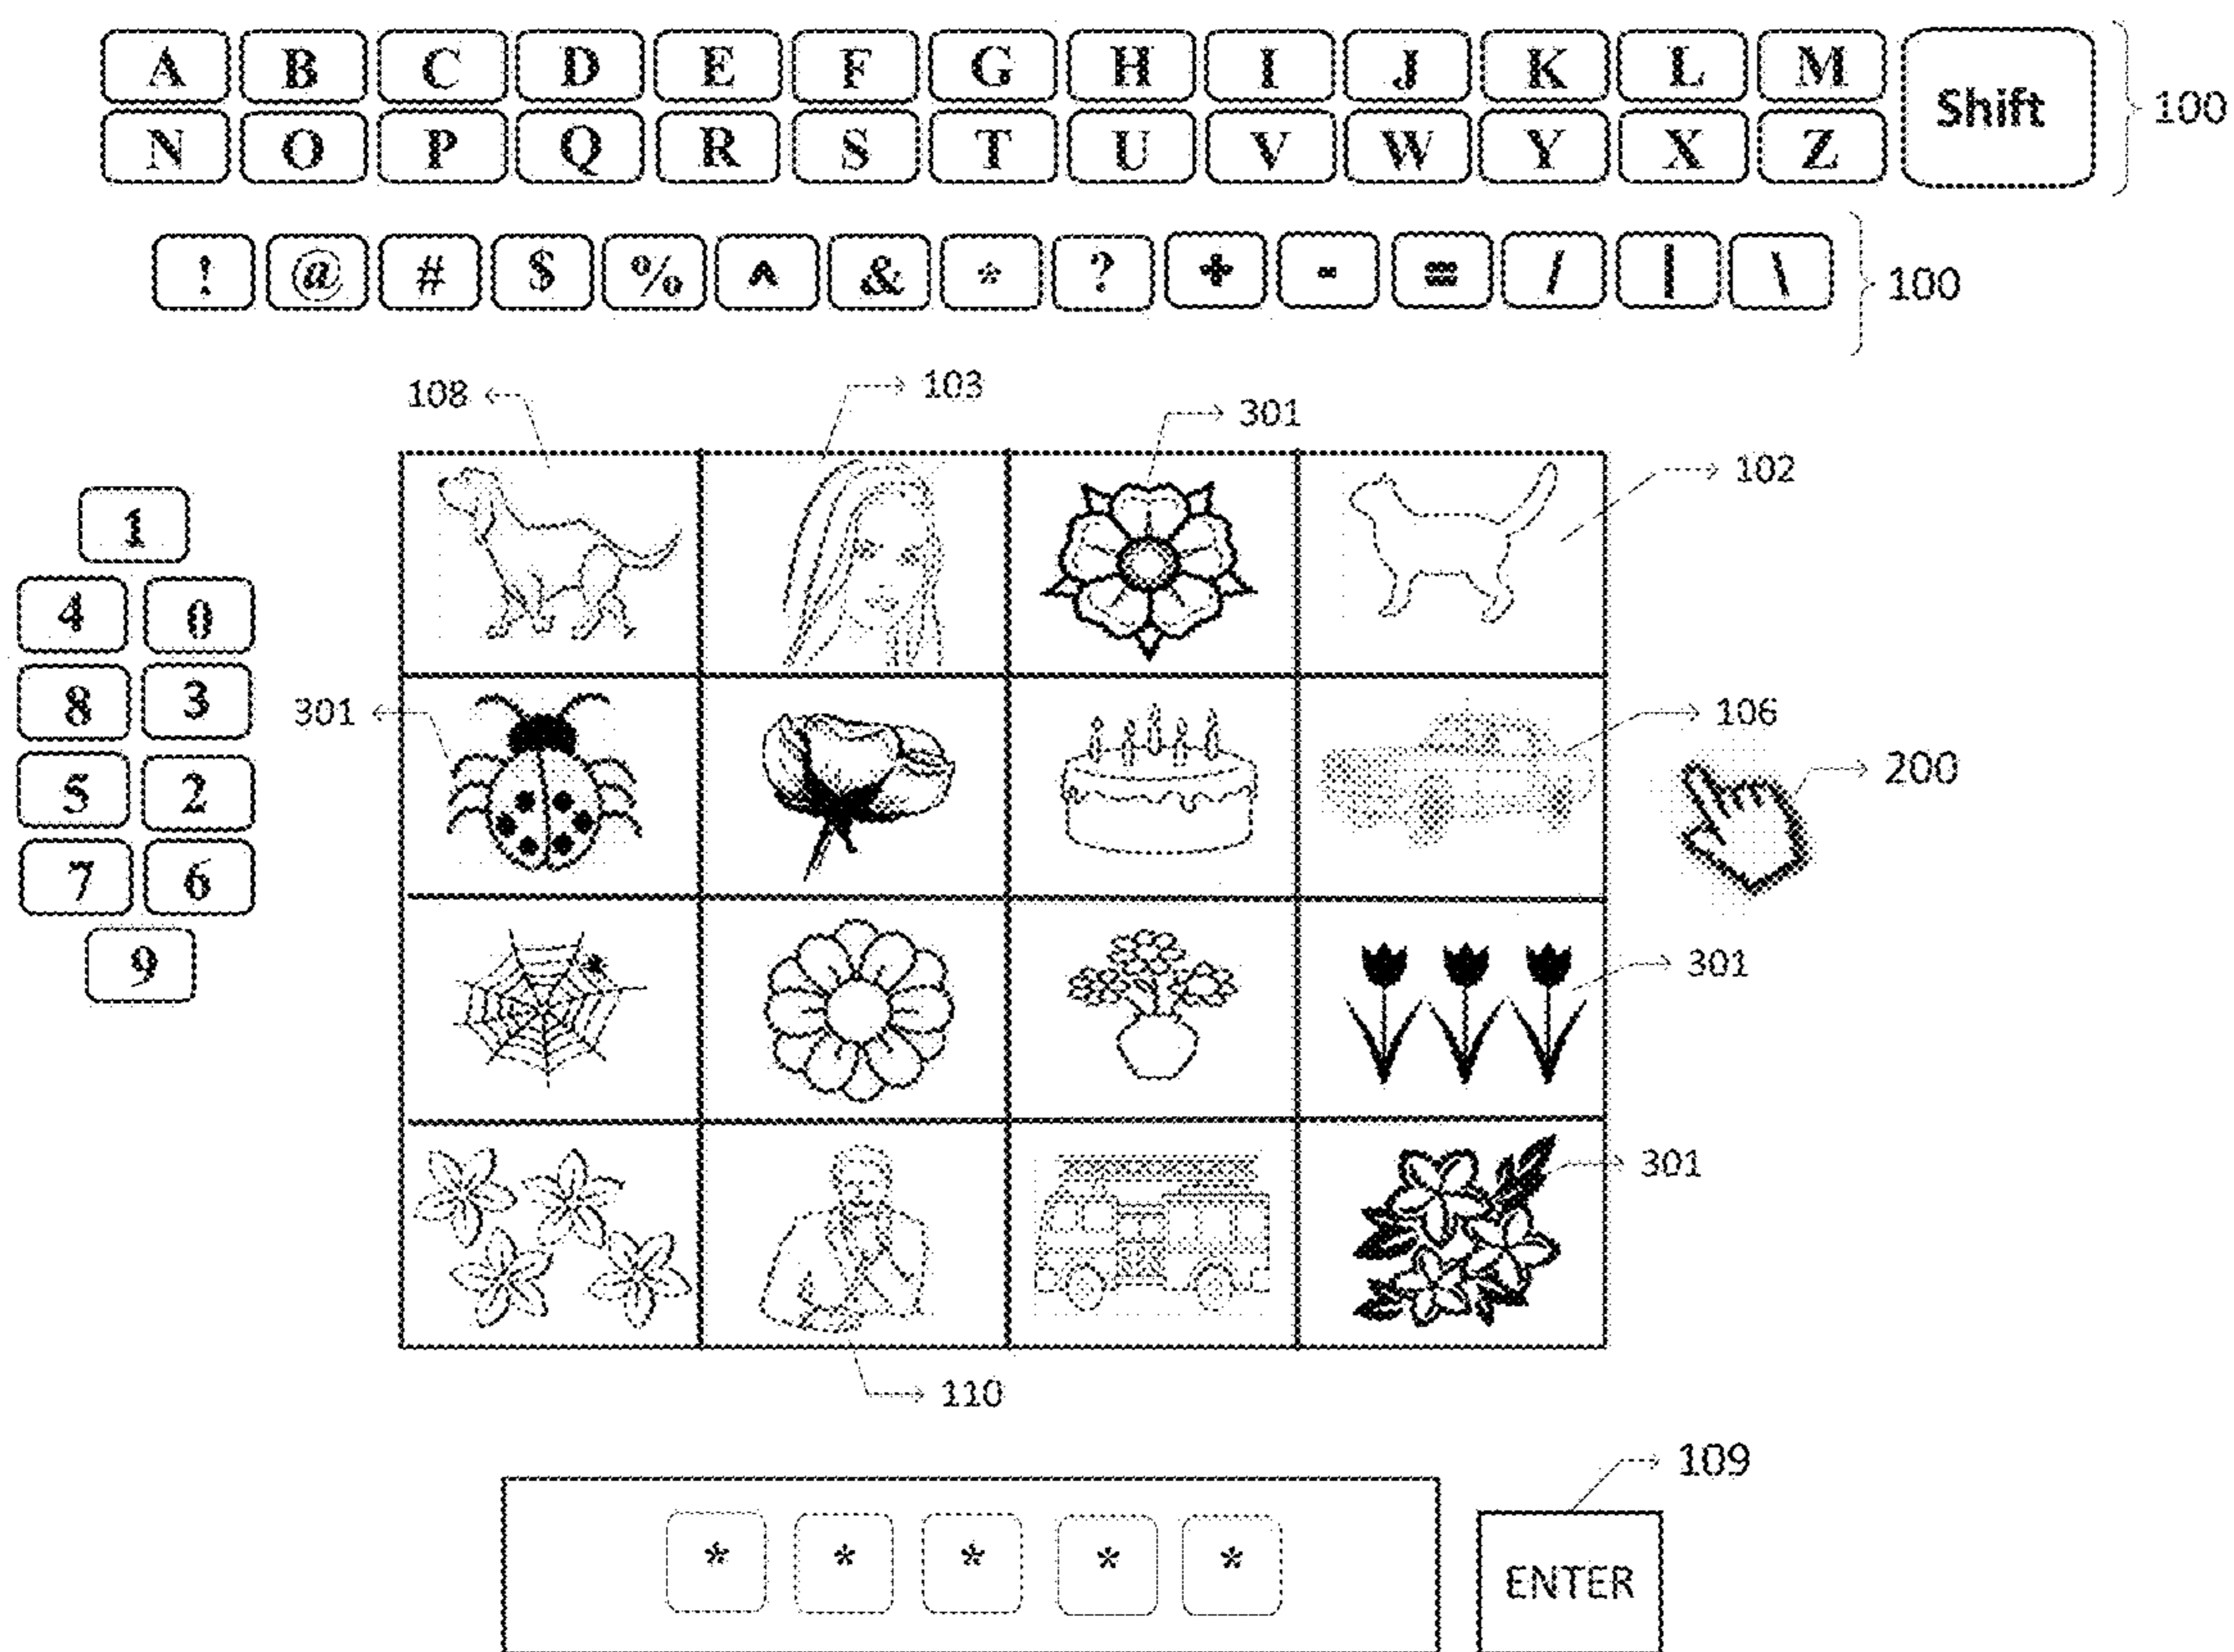 A B C D E F G H I J K L M Shift 100
N O P Q R S T U V W Y X Z
! @ # $ % ^ & * ? + - = / | \ 100
108 103 301 102
1
4 0
8 3
5 2
7 6
9
301 106
200
301
301
110
109
* * * * * ENTER